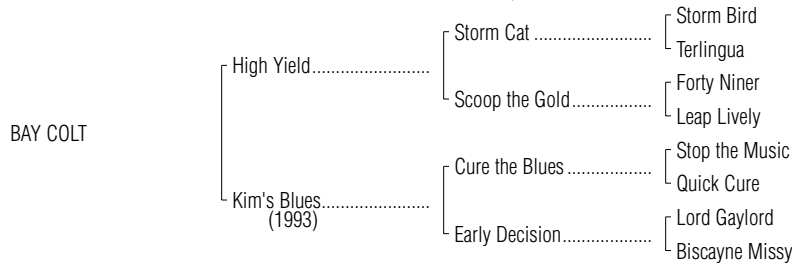 Storm Bird
Storm Cat ..........................
Terlingua
High Yield..........................
Forty Niner
Scoop the Gold..................
Leap Lively
BAY COLT
Stop the Music
Cure the Blues ...................
Quick Cure
Kim's Blues........................
(1993)
Lord Gaylord
Early Decision....................
Biscayne Missy